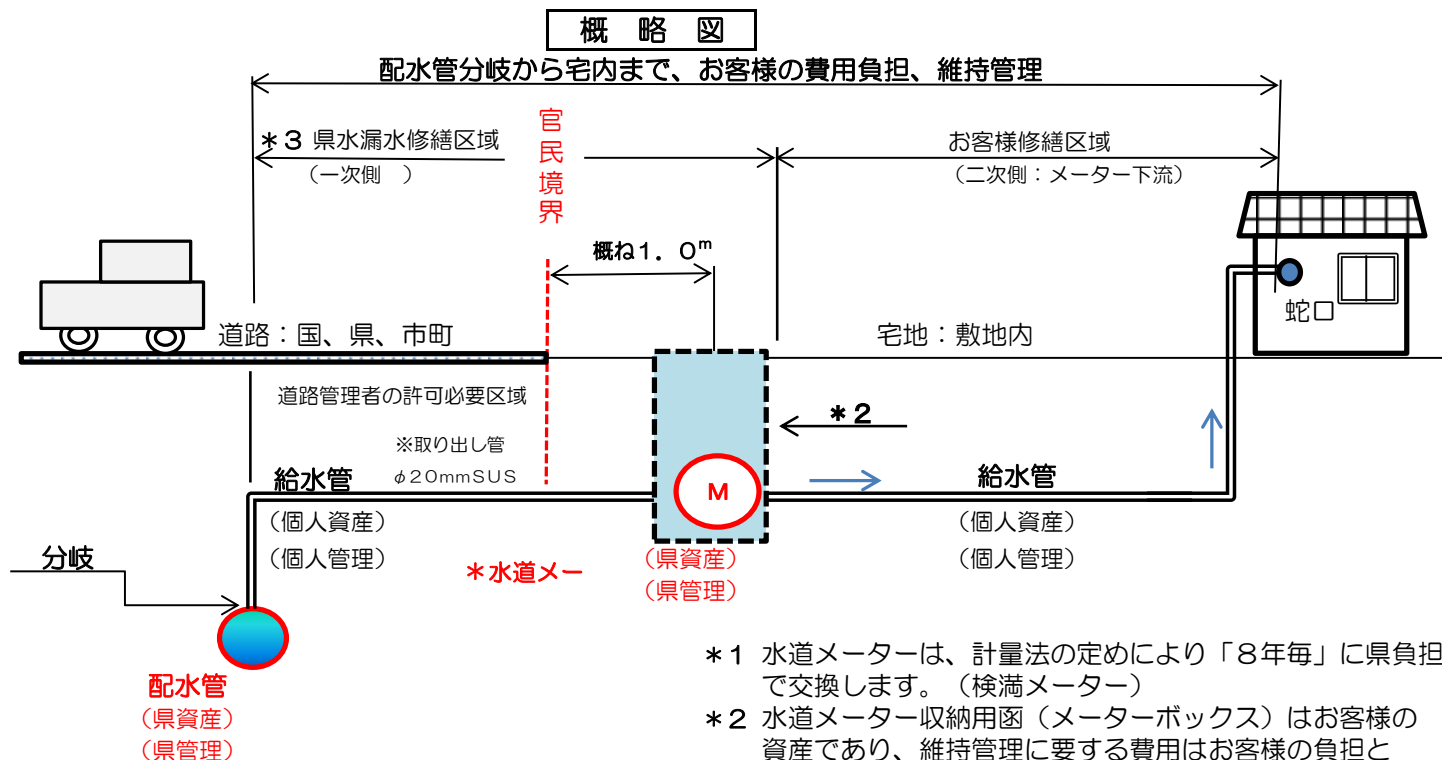 概 略 図
配水管分岐から宅内まで、お客様の費用負担、維持管理
*3 県水漏水修繕区域
(一次側 )
官民境界
お客様修繕区域
(二次側:メーター下流)
概ね1.0m
蛇口
道路:国、県、市町
宅地:敷地内
道路管理者の許可必要区域
*2
※取り出し管
φ20mmSUS
給水管
(個人資産)
(個人管理)
M
給水管
(個人資産)
(個人管理)
分岐
*水道メー
(県資産)
(県管理)
配水管
(県資産)
(県管理)
*1 水道メーターは、計量法の定めにより「8年毎」に県負担
で交換します。(検満メーター)
*2 水道メーター収納用函(メーターボックス)はお客様の
資産であり、維持管理に要する費用はお客様の負担と